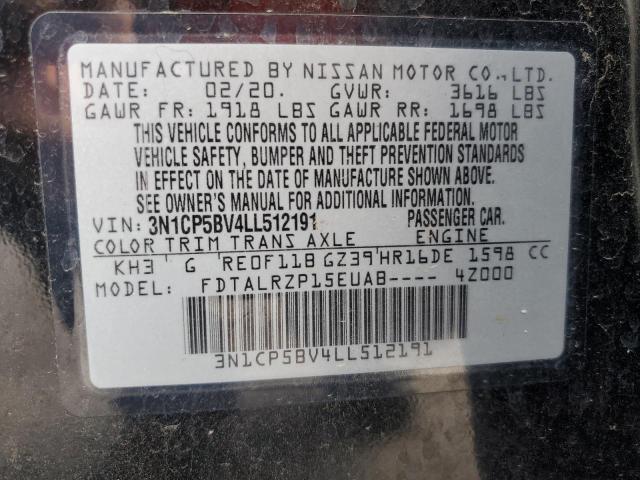 MANUFACTURED BY NISSAN MOTOR CO.,LTD.
DATE: 02/20. GVWR: 3616 LBS
GAWR FR: 1918 LBS GAWR RR: 1698 LBS
THIS VEHICLE CONFORMS TO ALL APPLICABLE FEDERAL MOTOR
VEHICLE SAFETY, BUMPER AND THEFT PREVENTION STANDARDS
IN EFFECT ON THE DATE OF MANUFACTURE SHOWN ABOVE.
SEE OWNER'S MANUAL FOR ADDITIONAL INFORMATION.
VIN: 3N1CP5BV4LL512191 PASSENGER CAR.
COLOR TRIM TRANS AXLE ENGINE
KH3 G RE0F11B GZ39 HR16DE 1598 CC
MODEL: FDTALRZP15EUAB---- 4Z000
3N1CP5BV4LL512191